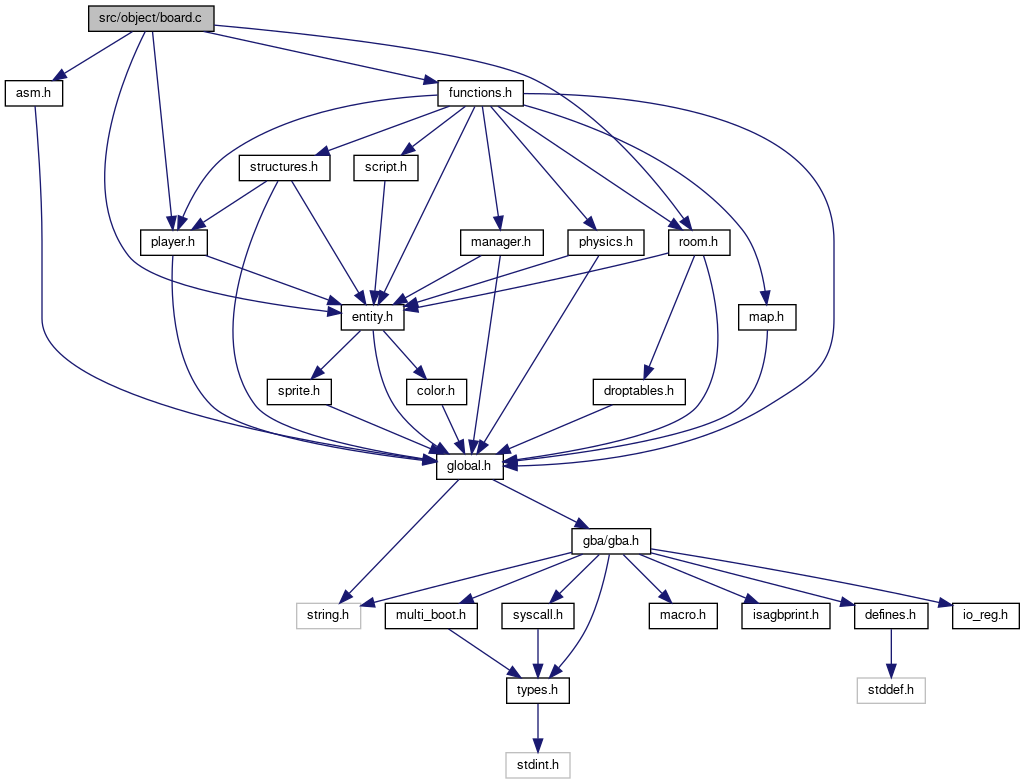 src/object/board.c
asm.h
functions.h
structures.h
script.h
player.h
manager.h
physics.h
room.h
entity.h
map.h
sprite.h
color.h
droptables.h
global.h
gba/gba.h
string.h
multi_boot.h
syscall.h
macro.h
isagbprint.h
defines.h
io_reg.h
types.h
stddef.h
stdint.h